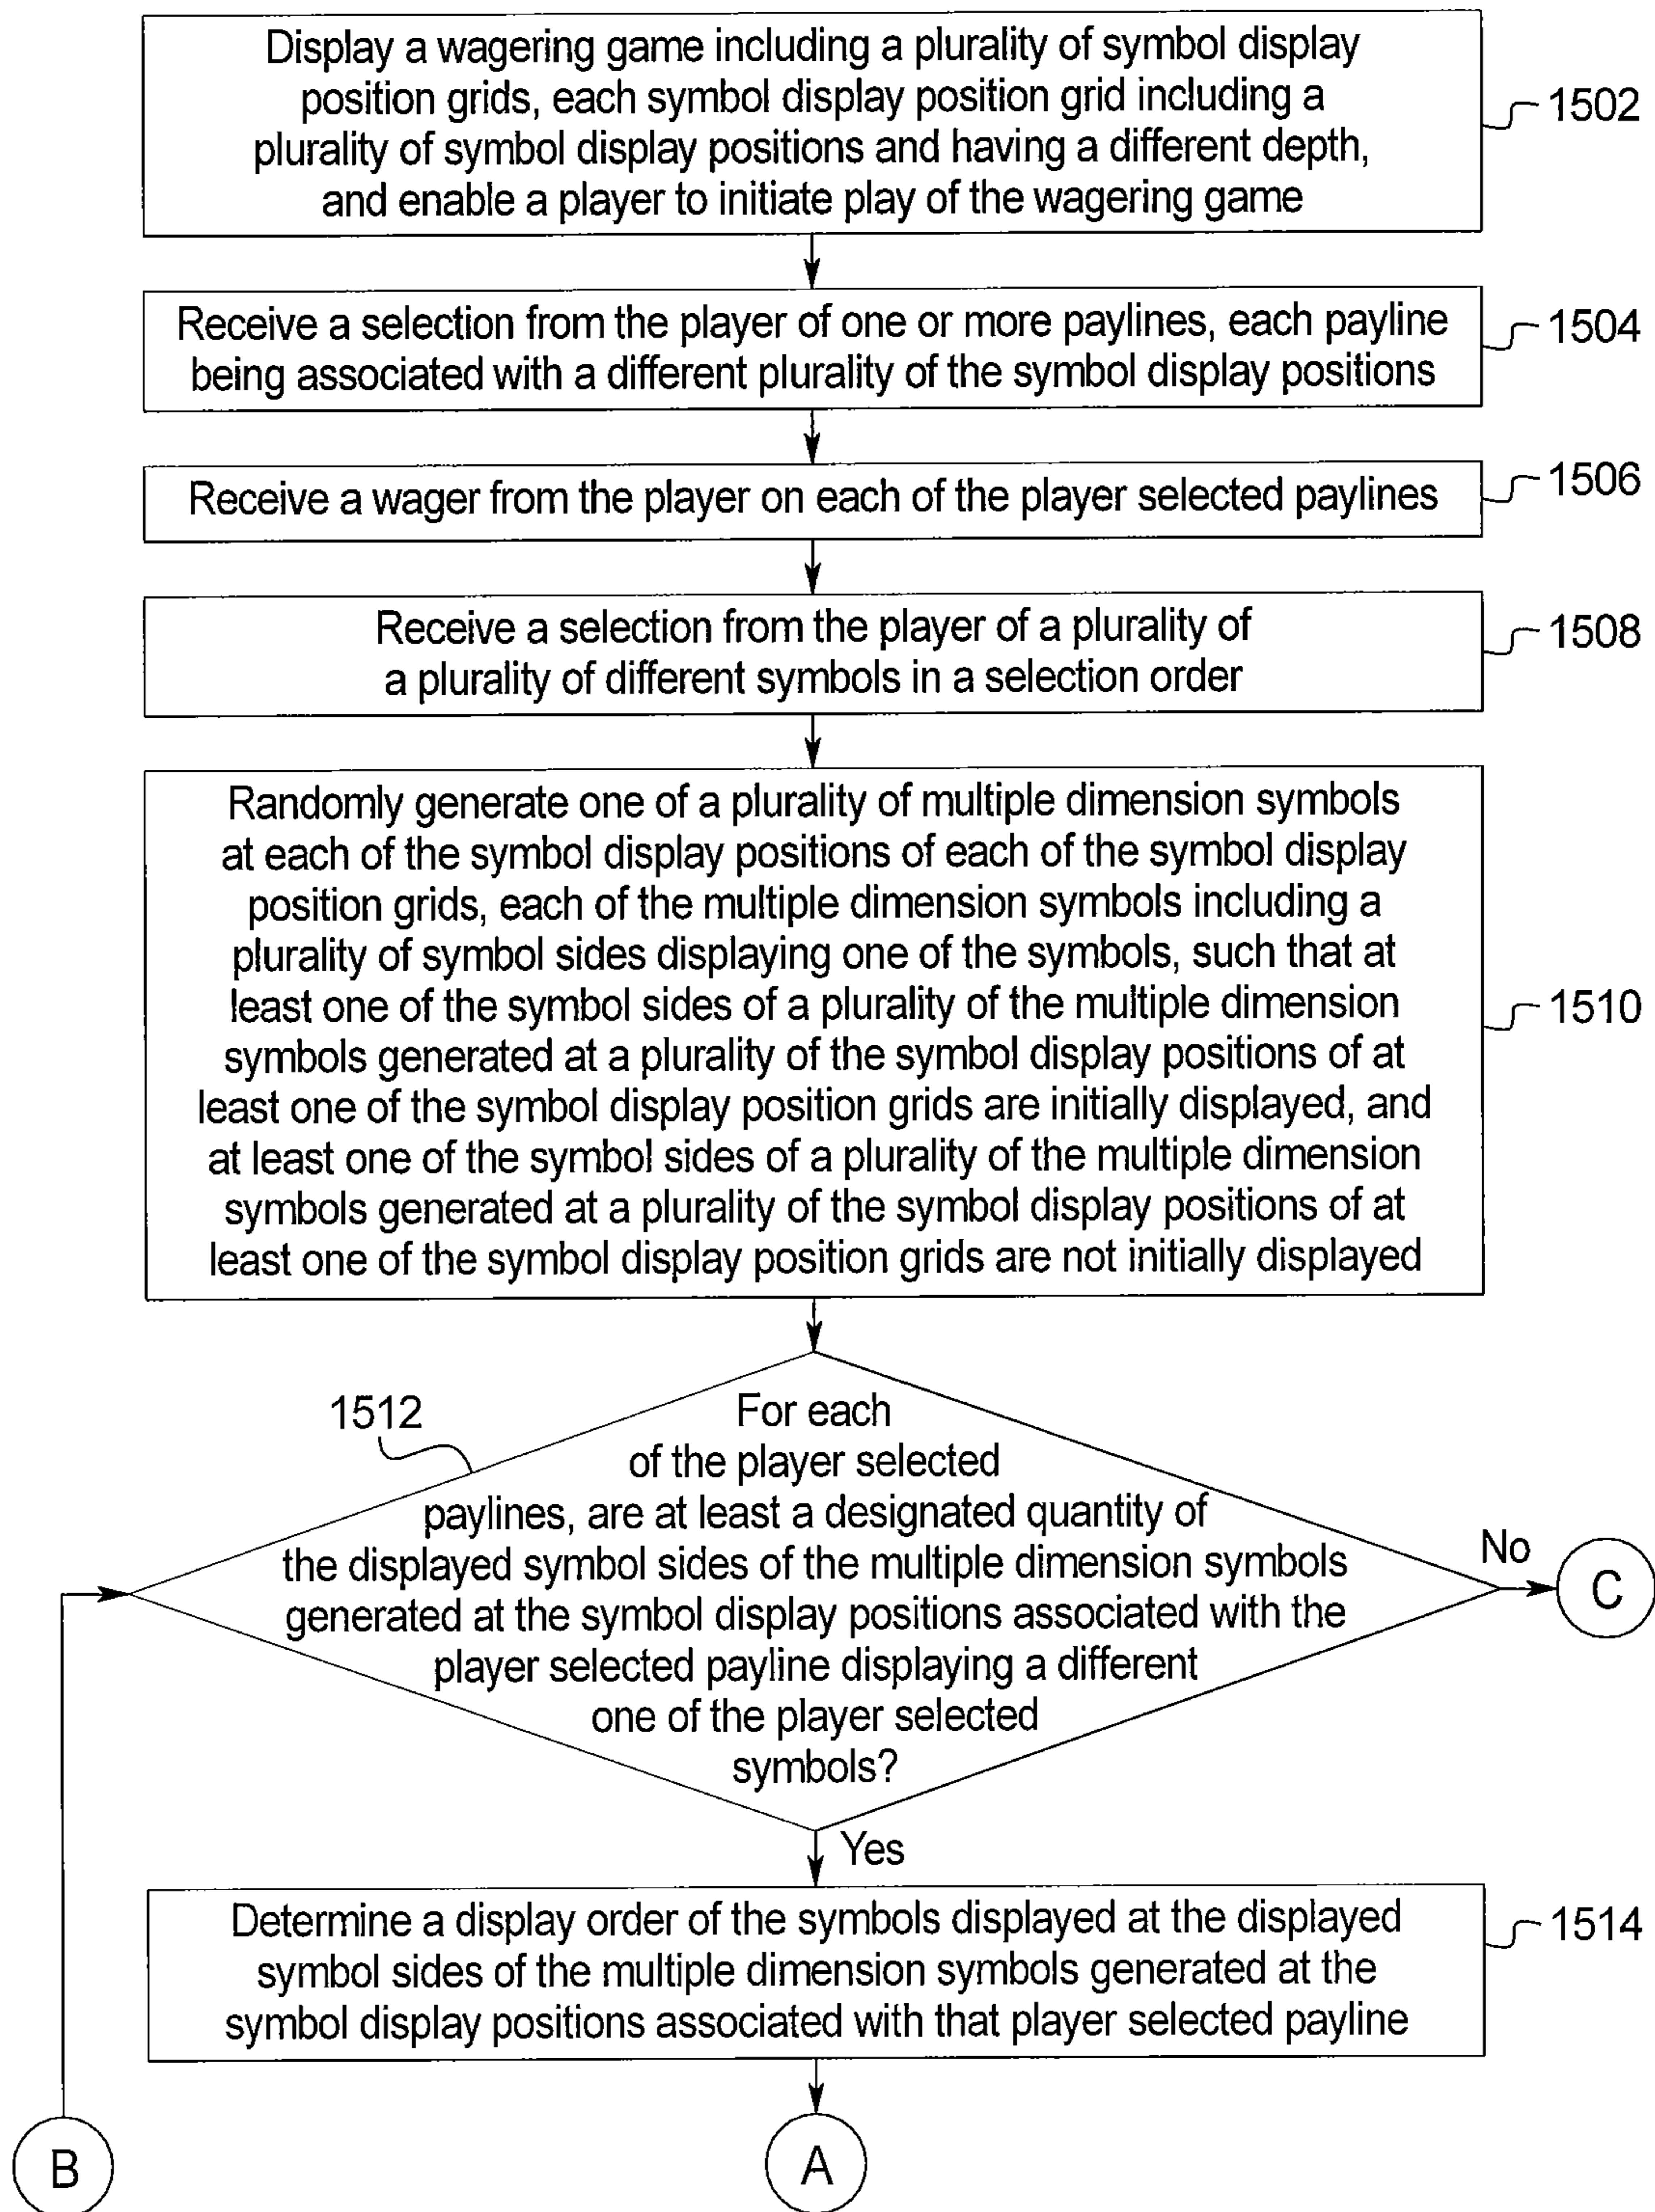 Display a wagering game including a plurality of symbol display
position grids, each symbol display position grid including a
plurality of symbol display positions and having a different depth,
and enable a player to initiate play of the wagering game
1502
Receive a selection from the player of one or more paylines, each payline
being associated with a different plurality of the symbol display positions
1504
Receive a wager from the player on each of the player selected paylines
1506
Receive a selection from the player of a plurality of
a plurality of different symbols in a selection order
1508
Randomly generate one of a plurality of multiple dimension symbols
at each of the symbol display positions of each of the symbol display
position grids, each of the multiple dimension symbols including a
plurality of symbol sides displaying one of the symbols, such that at
least one of the symbol sides of a plurality of the multiple dimension
symbols generated at a plurality of the symbol display positions of at
least one of the symbol display position grids are initially displayed, and
at least one of the symbol sides of a plurality of the multiple dimension
symbols generated at a plurality of the symbol display positions of at
least one of the symbol display position grids are not initially displayed
1510
1512
For each
of the player selected
paylines, are at least a designated quantity of
the displayed symbol sides of the multiple dimension symbols
generated at the symbol display positions associated with the
player selected payline displaying a different
one of the player selected
symbols?
No
C
Yes
Determine a display order of the symbols displayed at the displayed
symbol sides of the multiple dimension symbols generated at the
symbol display positions associated with that player selected payline
1514
B
A